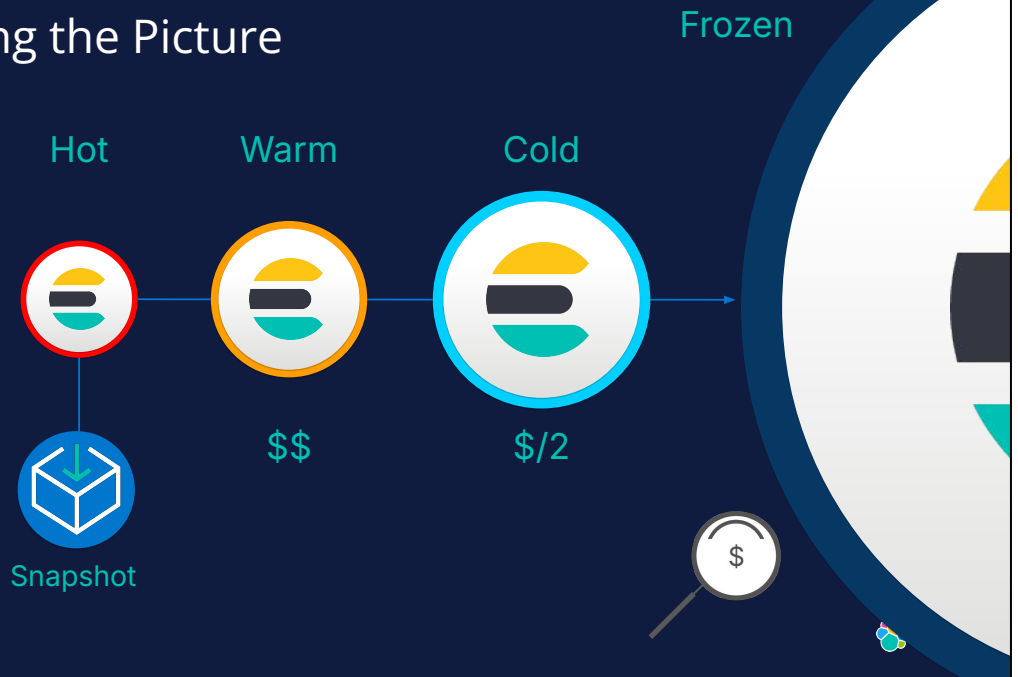 ng the Picture
Frozen
Hot
Warm
Cold
$$
$/2
$
Snapshot